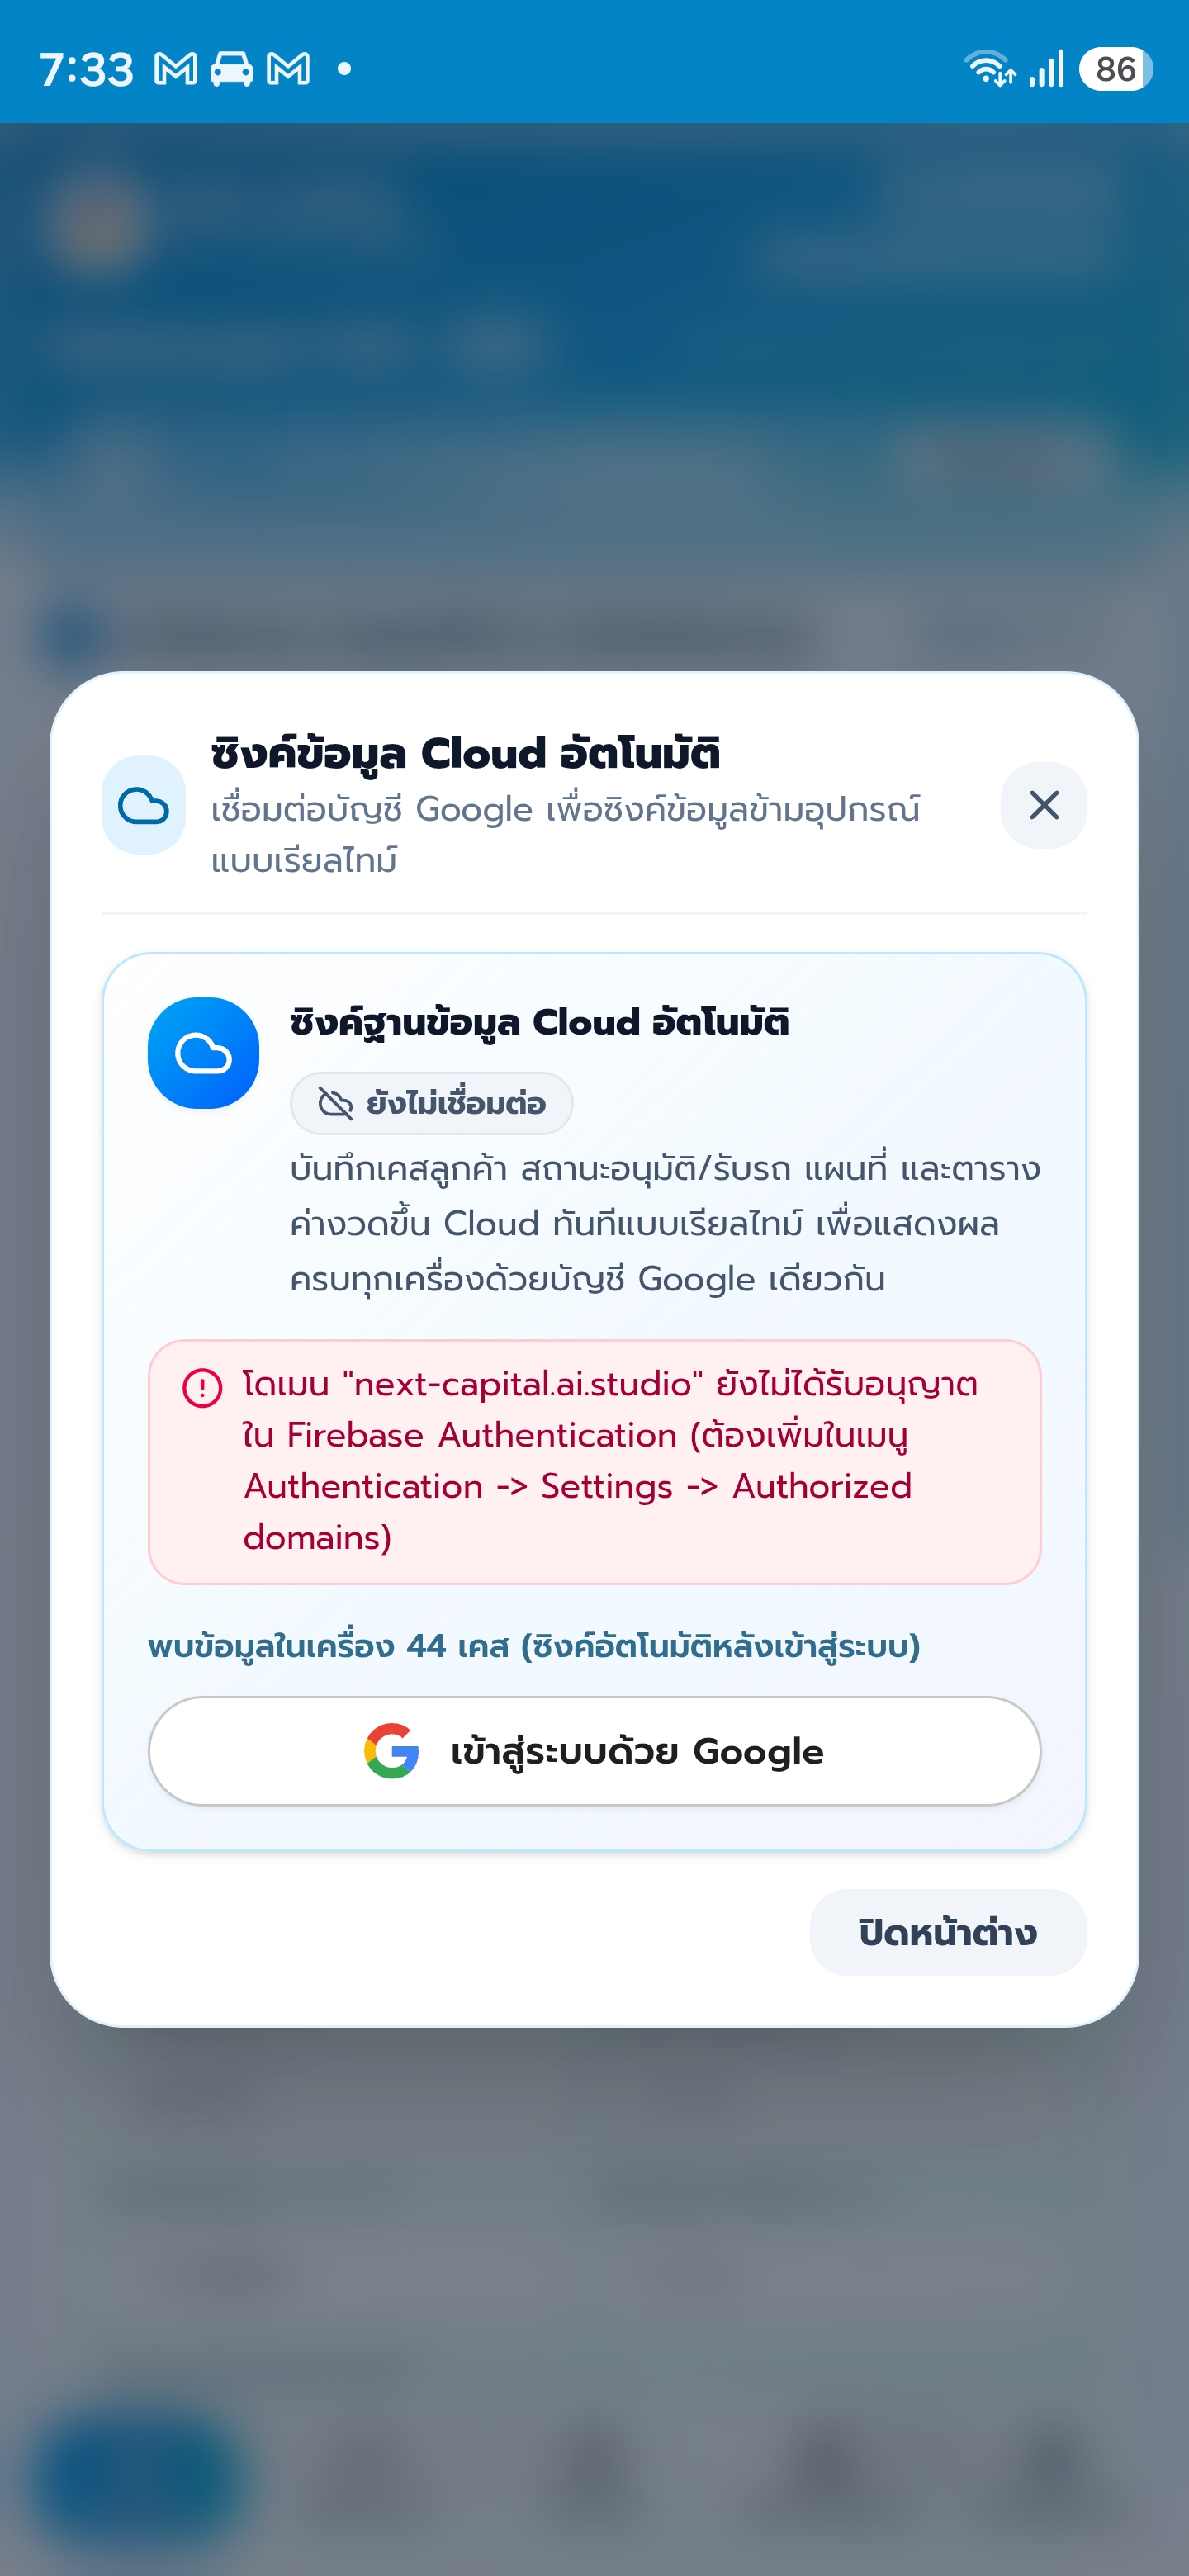 7:33
86
ซิงค์ข้อมูล Cloud อัตโนมัติ
เชื่อมต่อบัญชี Google เพื่อซิงค์ข้อมูลข้ามอุปกรณ์
แบบเรียลไทม์
ซิงค์ฐานข้อมูล Cloud อัตโนมัติ
ยังไม่เชื่อมต่อ
บันทึกเคสลูกค้า สถานะอนุมัติ/รับรถ แผนที่ และตาราง
ค่างวดขึ้น Cloud ทันทีแบบเรียลไทม์ เพื่อแสดงผล
ครบทุกเครื่องด้วยบัญชี Google เดียวกัน
โดเมน "next-capital.ai.studio" ยังไม่ได้รับอนุญาต
ใน Firebase Authentication (ต้องเพิ่มในเมนู
Authentication -> Settings -> Authorized
domains)
พบข้อมูลในเครื่อง 44 เคส (ซิงค์อัตโนมัติหลังเข้าสู่ระบบ)
เข้าสู่ระบบด้วย Google
ปิดหน้าต่าง